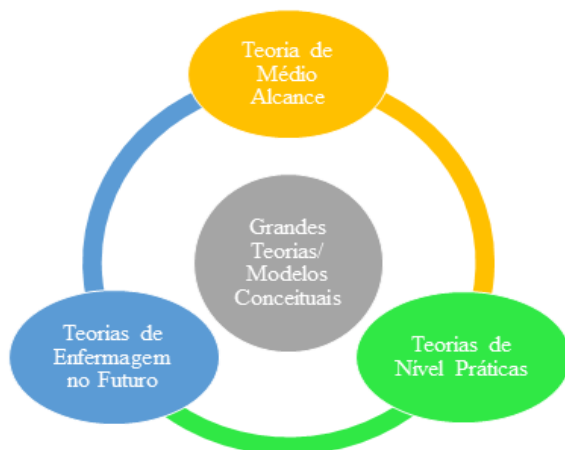 Teoria de
Médio
Alcance
Grandes
Teorias/
Modelos
Conceituais
Teorias de
Enfermagem
no Futuro
Teorias de
Nível Práticas